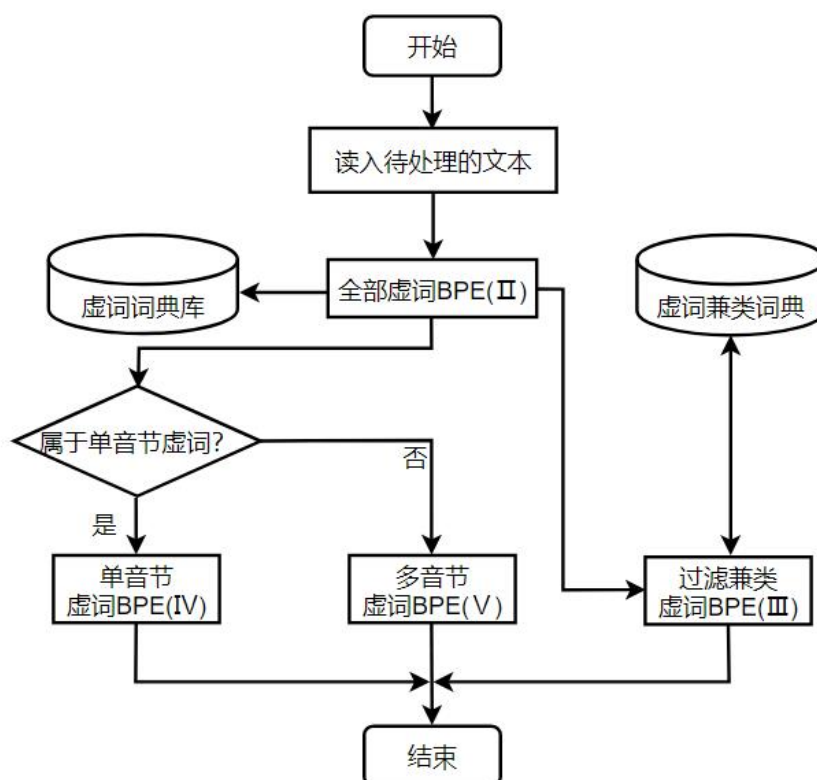 开始
读入待处理的文本
虚词词典库
全部虚词BPE(Ⅱ)
虚词兼类词典
属于单音节虚词?
否
是
单音节
虚词BPE(Ⅳ)
多音节
虚词BPE(Ⅴ)
过滤兼类
虚词BPE(Ⅲ)
结束